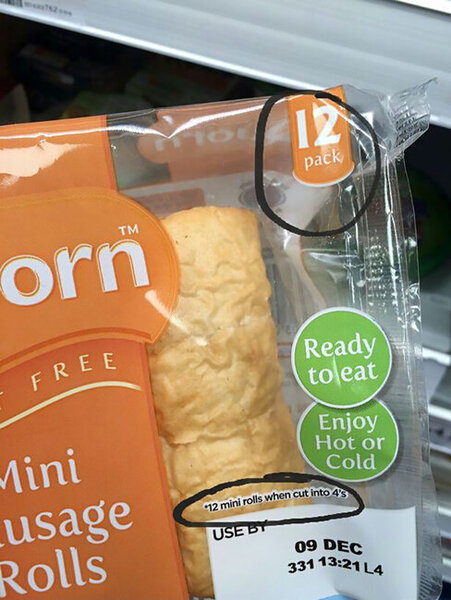 12
pack
orn™
FREE
Mini
usage
Rolls
Ready
to eat
Enjoy
Hot or
Cold
*12 mini rolls when cut into 4's
USE BY
09 DEC
331 13:21 L4